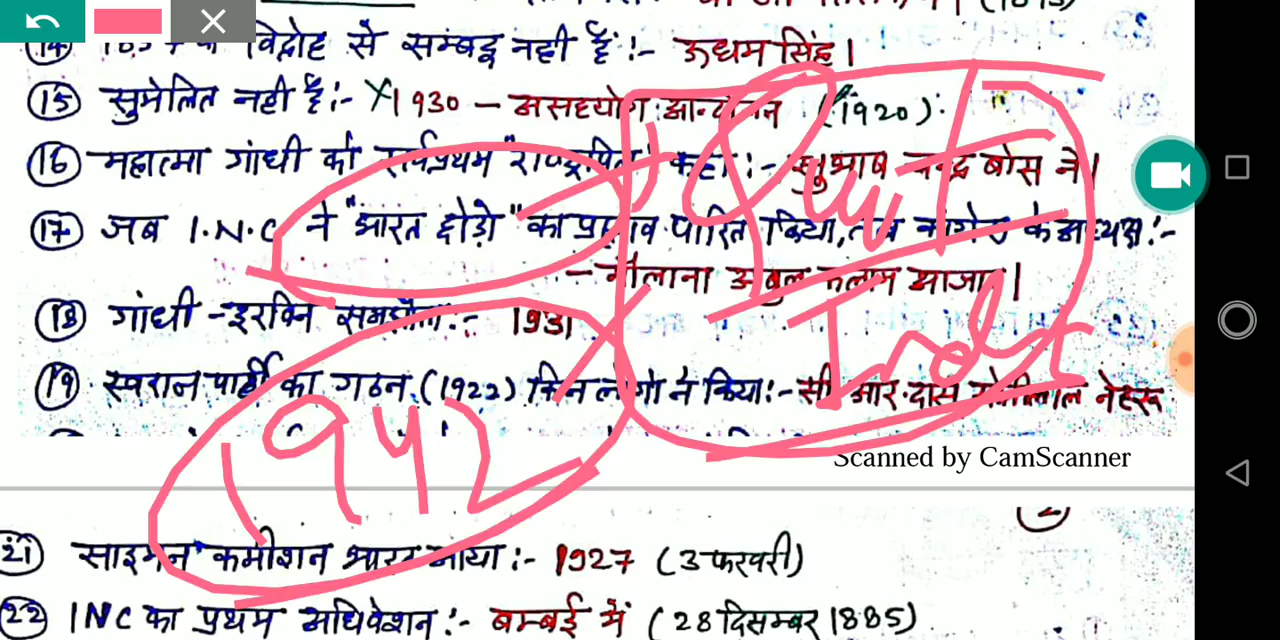 (14) 1857 के विद्रोह से सम्बद्ध नही है :- ऊधम सिंह।
(15) सुमेलित नही है :- X1930 – असहयोग आन्दोलन (1920)
(16) महात्मा गांधी को सर्वप्रथम "राष्ट्रपिता" कहा :- सुभाष चन्द्र बोस ने।
(17) जब I.N.C ने "भारत छोड़ो" का प्रस्ताव पारित किया, तब कांग्रेस के अध्यक्ष :-
– मौलाना अबुल कलाम आजाद।
(18) गांधी – इरविन समझौता :- 1931
(19) स्वराज पार्टी का गठन (1922) किन लोगो ने किया :- सी आर. दास मोतीलाल नेहरू
Quit
India
1942
Scanned by CamScanner
(21) साइमन कमीशन भारत आया :- 1927 (3 फरवरी)
(22) INC का प्रथम अधिवेशन :- बम्बई में (28 दिसम्बर 1885)